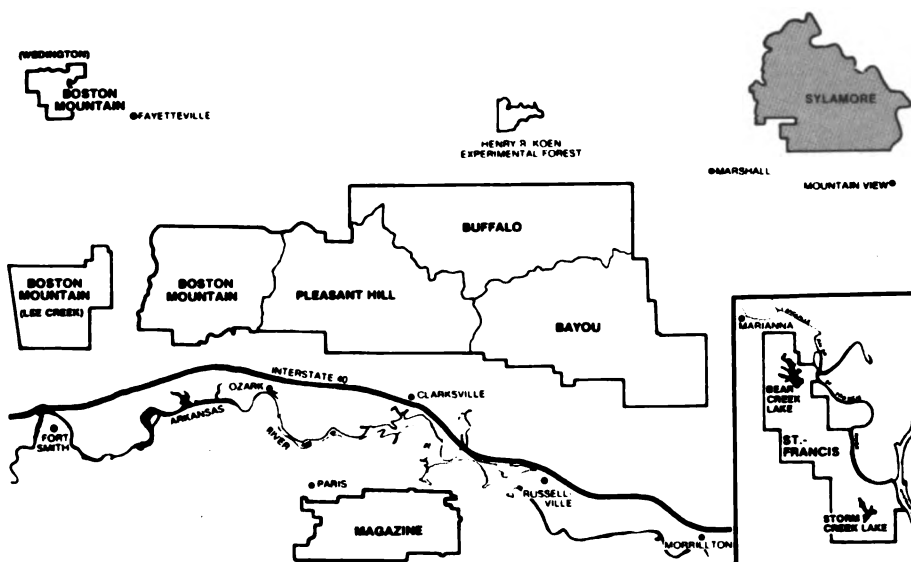 (WEDINGTON)
BOSTON
MOUNTAIN
FAYETTEVILLE
SYLAMORE
HENRY R. KOEN
EXPERIMENTAL FOREST
MARSHALL
MOUNTAIN VIEW
BUFFALO
BOSTON
MOUNTAIN
(LEE CREEK)
BOSTON
MOUNTAIN
PLEASANT HILL
BAYOU
MARIANNA
INTERSTATE 40
OZARK
CLARKSVILLE
ARKANSAS
RIVER
FORT
SMITH
BEAR
CREEK
LAKE
ST.-
FRANCIS
PARIS
RUSSELL-
VILLE
MAGAZINE
STORM
CREEK LAKE
MORRILLTON